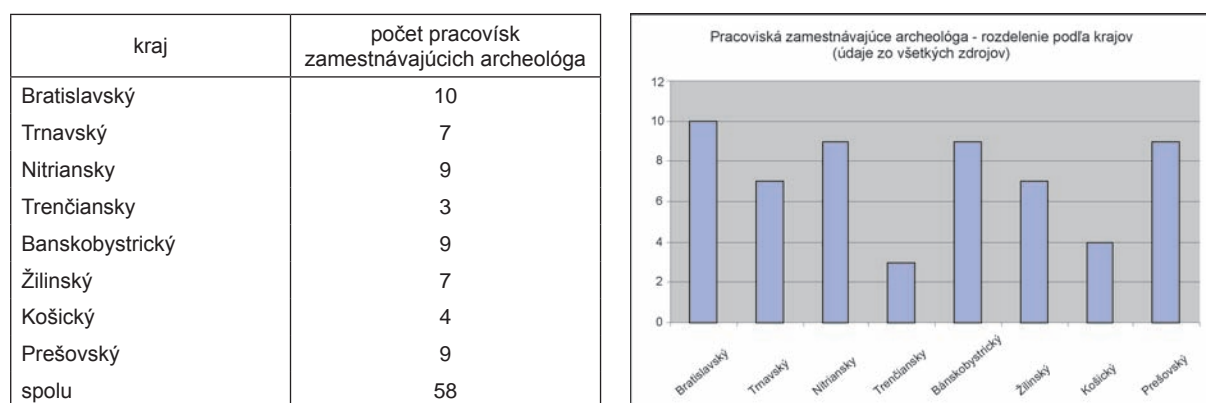 kraj
počet pracovísk
zamestnávajúcich archeológa
Bratislavský 10
Trnavský 7
Nitriansky 9
Trenčiansky 3
Banskobystrický 9
Žilinský 7
Košický 4
Prešovský 9
spolu 58
Pracoviská zamestnávajúce archeológa - rozdelenie podľa krajov
(údaje zo všetkých zdrojov)
12
10
8
6
4
2
0
Bratislavský
Trnavský
Nitriansky
Trenčiansky
Bánskobystrický
Žilinský
Košický
Prešovský